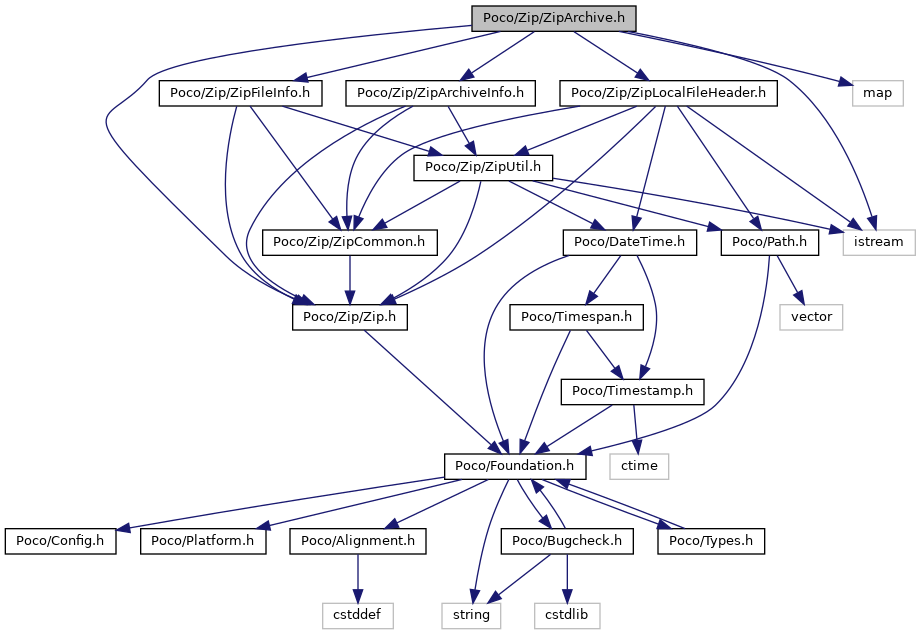 Poco/Zip/ZipArchive.h
Poco/Zip/ZipFileInfo.h
Poco/Zip/ZipArchiveInfo.h
Poco/Zip/ZipLocalFileHeader.h
map
Poco/Zip/ZipUtil.h
Poco/Zip/ZipCommon.h
Poco/DateTime.h
Poco/Path.h
istream
Poco/Zip/Zip.h
Poco/Timespan.h
vector
Poco/Timestamp.h
Poco/Foundation.h
ctime
Poco/Config.h
Poco/Platform.h
Poco/Alignment.h
Poco/Bugcheck.h
Poco/Types.h
cstddef
string
cstdlib